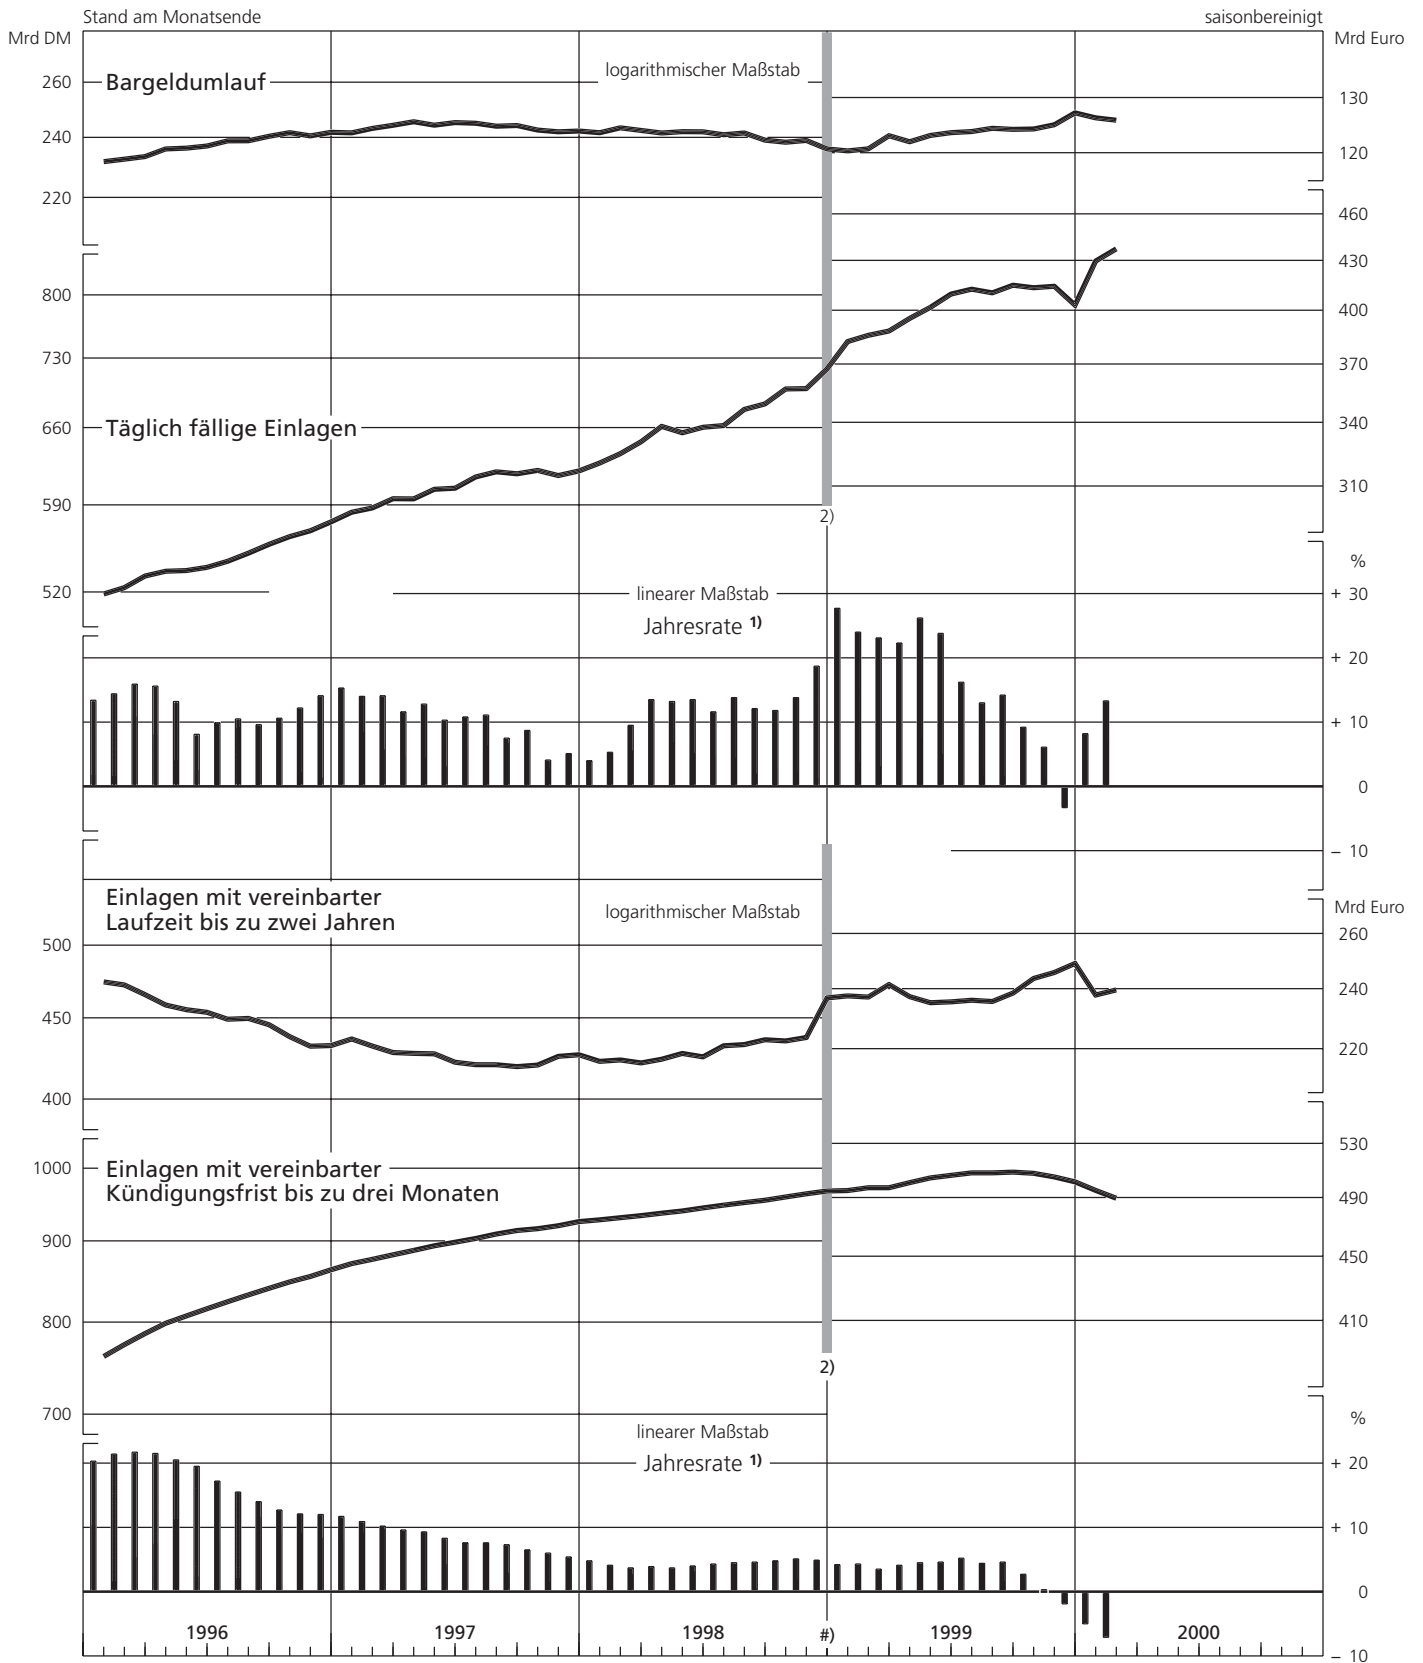 Stand am Monatsende
saisonbereinigt
Mrd DM
Mrd Euro
logarithmischer Maßstab
260
Bargeldumlauf
130
240
120
220
460
430
800
400
730
370
660
Täglich fällige Einlagen
340
590
310
2)
%
520
linearer Maßstab
+ 30
Jahresrate 1)
+ 20
+ 10
0
– 10
Einlagen mit vereinbarter
Laufzeit bis zu zwei Jahren
logarithmischer Maßstab
Mrd Euro
260
500
240
450
220
400
530
1000
Einlagen mit vereinbarter
Kündigungsfrist bis zu drei Monaten
490
900
450
800
410
2)
700
%
linearer Maßstab
Jahresrate 1)
+ 20
+ 10
0
1996
1997
1998
#)
1999
2000
– 10